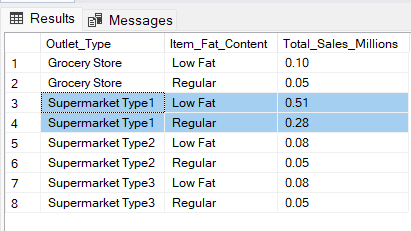 Results Messages
Outlet_Type Item_Fat_Content Total_Sales_Millions
1 Grocery Store Low Fat 0.10
2 Grocery Store Regular 0.05
3 Supermarket Type1 Low Fat 0.51
4 Supermarket Type1 Regular 0.28
5 Supermarket Type2 Low Fat 0.08
6 Supermarket Type2 Regular 0.05
7 Supermarket Type3 Low Fat 0.08
8 Supermarket Type3 Regular 0.05